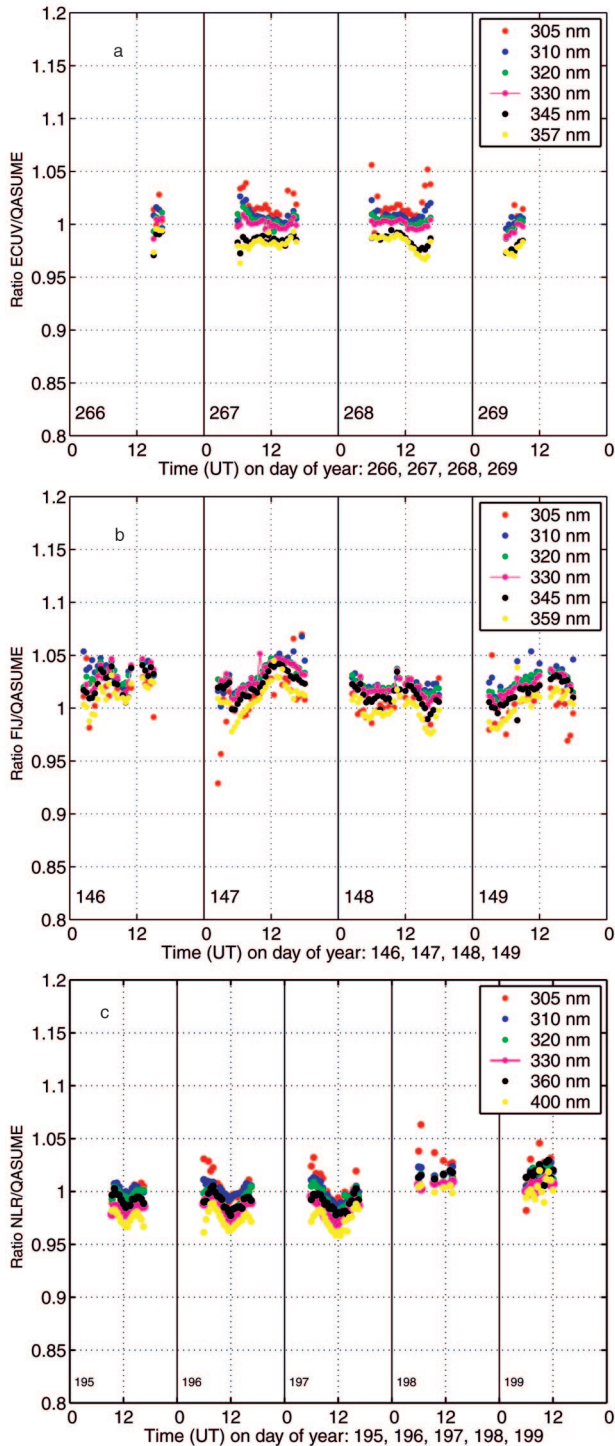 a
1.2
1.15
1.1
1.05
1
0.95
0.9
0.85
0.8
Ratio ECUV/QASUME
305 nm
310 nm
320 nm
330 nm
345 nm
357 nm
266 267 268 269
12 0 12 0 12 0 12 0
Time (UT) on day of year: 266, 267, 268, 269
b
1.2
1.15
1.1
1.05
1
0.95
0.9
0.85
0.8
Ratio FIJ/QASUME
305 nm
310 nm
320 nm
330 nm
345 nm
359 nm
146 147 148 149
12 0 12 0 12 0 12 0
Time (UT) on day of year: 146, 147, 148, 149
c
1.2
1.15
1.1
1.05
1
0.95
0.9
0.85
0.8
Ratio NLR/QASUME
305 nm
310 nm
320 nm
330 nm
360 nm
400 nm
195 196 197 198 199
12 0 12 0 12 0 12 0 12 0
Time (UT) on day of year: 195, 196, 197, 198, 199